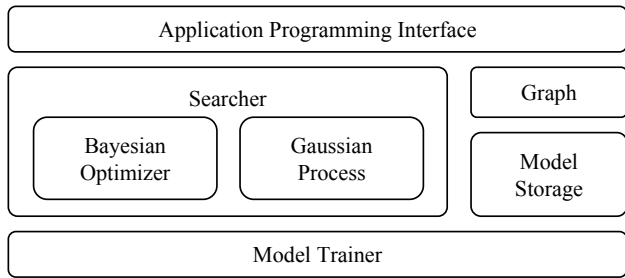 Application Programming Interface
Searcher
Bayesian
Optimizer
Gaussian
Process
Graph
Model
Storage
Model Trainer